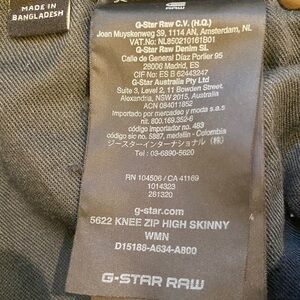 MADE IN
BANGLADESH
G-Star Raw C.V. (H.Q.)
Joan Muyskenweg 39, 1114 AN, Amsterdam, NL
VAT.No: NL850210161B01
G-Star Raw Denim SL
Calle de General Díaz Porlier 95
28006 Madrid, ES
CIF No: ES B 62443247
G-Star Australia Pty Ltd
Suite 3, Level 2, 11 Bowden Street
Alexandria, NSW 2015, Australia
ACN 084011852
Importado por mercadeo y moda s.a.s
nit. 800.169.352-6
código importador no. 483
código sic no. 5587, medellin - Colombia
ジースターインターナショナル (株)
Tel : 03-6890-5620
RN 104506 / CA 41169
1014323
261320
g-star.com
5622 KNEE ZIP HIGH SKINNY
WMN
D15188-A634-A800
G-STAR RAW